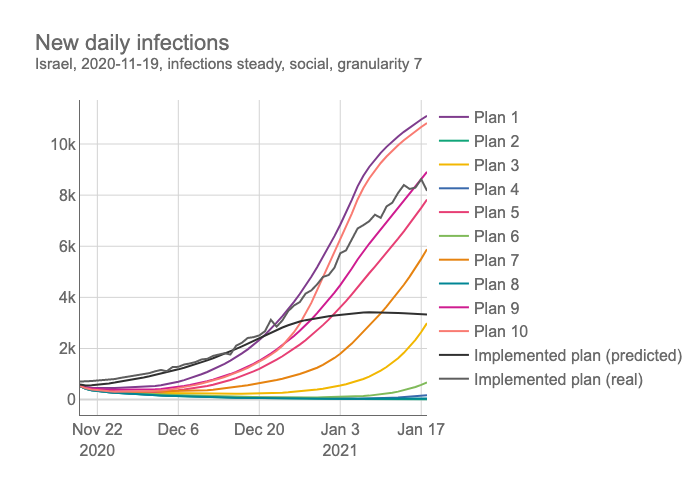 New daily infections
Israel, 2020-11-19, infections steady, social, granularity 7
10k
8k
6k
4k
2k
0
Nov 22
2020
Dec 6
Dec 20
Jan 3
2021
Jan 17
Plan 1
Plan 2
Plan 3
Plan 4
Plan 5
Plan 6
Plan 7
Plan 8
Plan 9
Plan 10
Implemented plan (predicted)
Implemented plan (real)